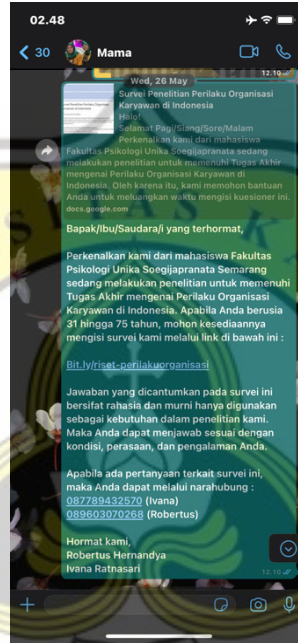 02.48
30
Mama
12.10
Wed, 26 May
Survei Penelitian Perilaku Organisasi
Karyawan di Indonesia
Halo!
Selamat Pagi/Siang/Sore/Malam
Perkenalkan kami dari mahasiswa
Fakultas Psikologi Unika Soegijapranata sedang
melakukan penelitian untuk memenuhi Tugas Akhir
mengenai Perilaku Organisasi Karyawan di
Indonesia. Oleh karena itu, kami memohon bantuan
Anda untuk meluangkan waktu mengisi kuesioner ini.
docs.google.com
Bapak/Ibu/Saudara/i yang terhormat,
Perkenalkan kami dari mahasiswa Fakultas
Psikologi Unika Soegijapranata Semarang
sedang melakukan penelitian untuk memenuhi
Tugas Akhir mengenai Perilaku Organisasi
Karyawan di Indonesia. Apabila Anda berusia
31 hingga 75 tahun, mohon kesediaannya
mengisi survei kami melalui link di bawah ini :
Bit.ly/riset-perilakuorganisasi
Jawaban yang dicantumkan pada survei ini
bersifat rahasia dan murni hanya digunakan
sebagai kebutuhan dalam penelitian kami.
Maka Anda dapat menjawab sesuai dengan
kondisi, perasaan, dan pengalaman Anda.
Apabila ada pertanyaan terkait survei ini,
maka Anda dapat melalui narahubung :
087789432570 (Ivana)
089603070268 (Robertus)
Hormat kami,
Robertus Hernandya
Ivana Ratnasari
12.10